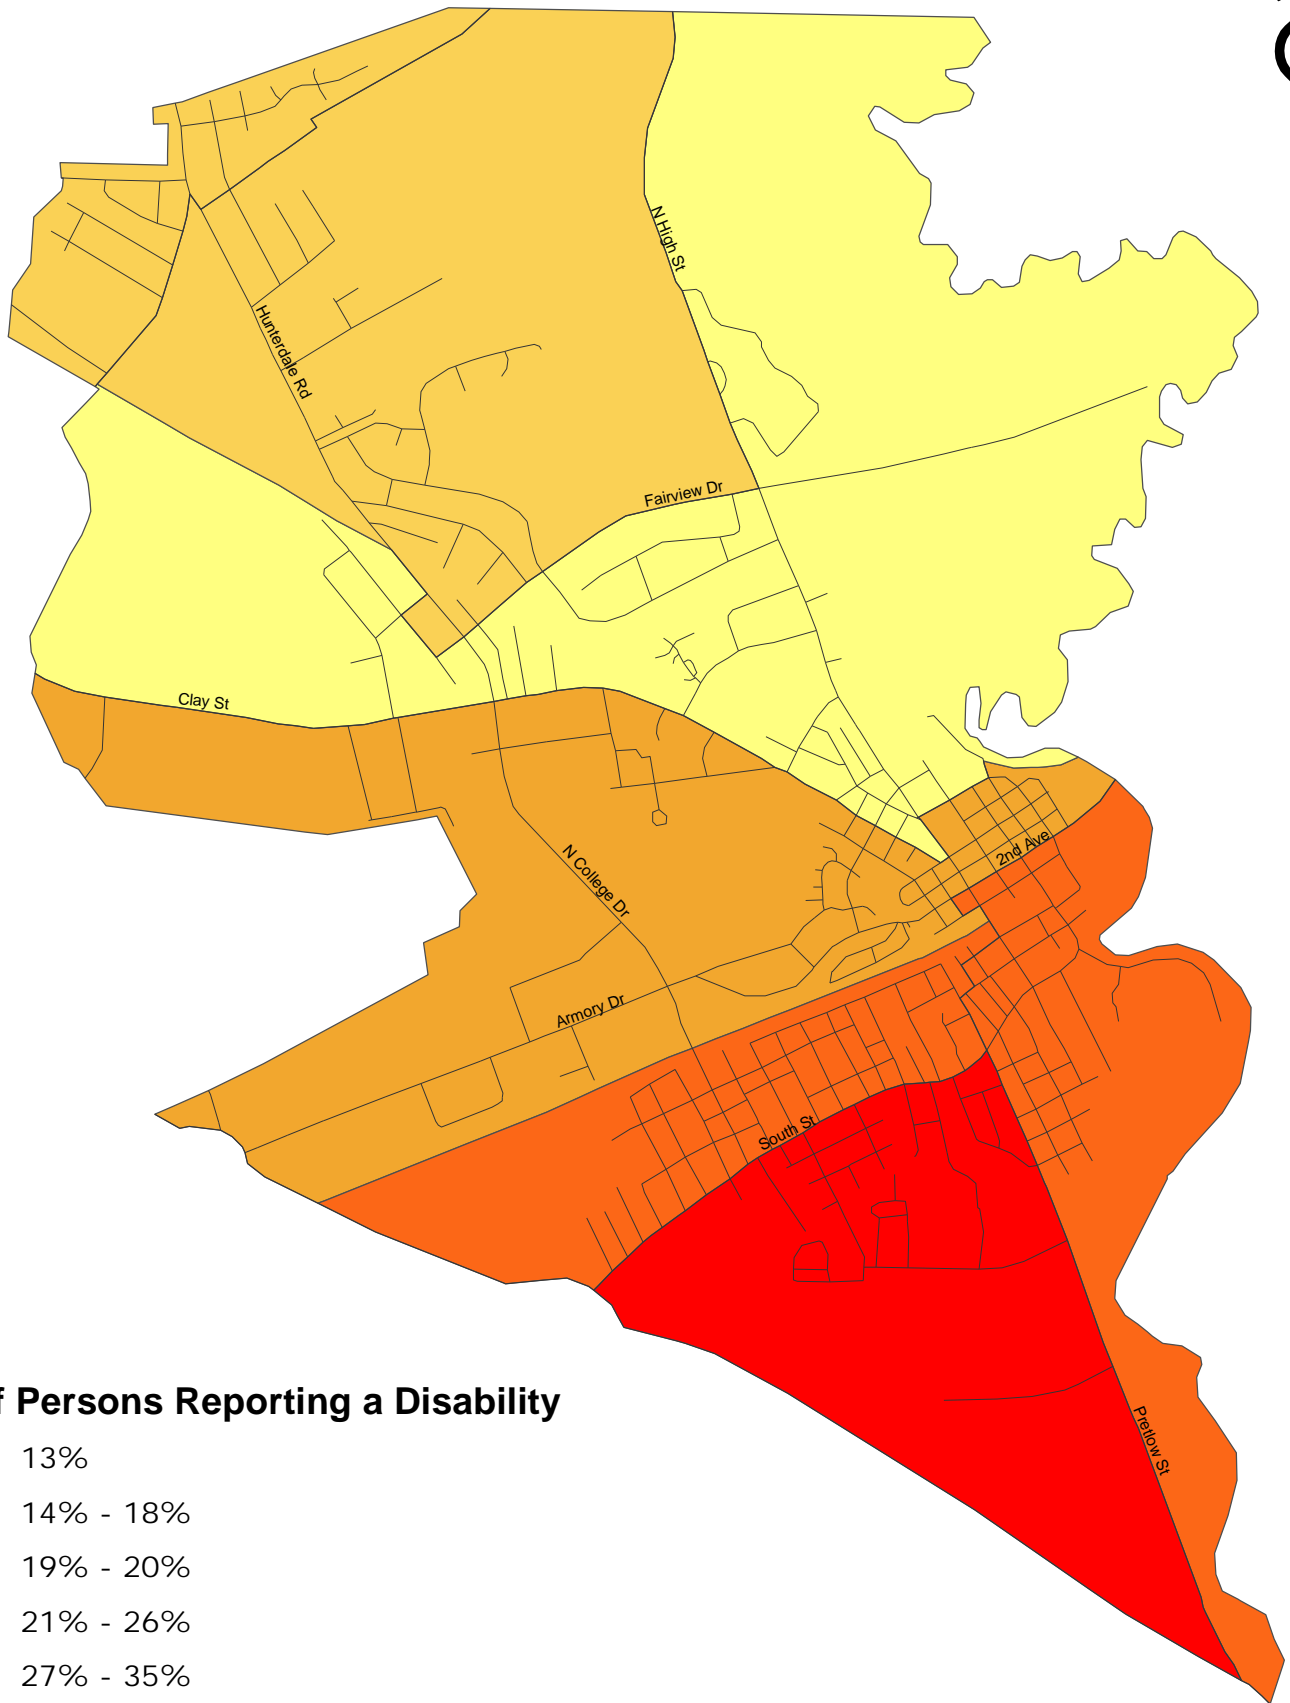 N High St
Hunterdale Rd
Fairview Dr
Clay St
2nd Ave
N College Dr
Armory Dr
South St
Pretlow St
f Persons Reporting a Disability
13%
14% - 18%
19% - 20%
21% - 26%
27% - 35%